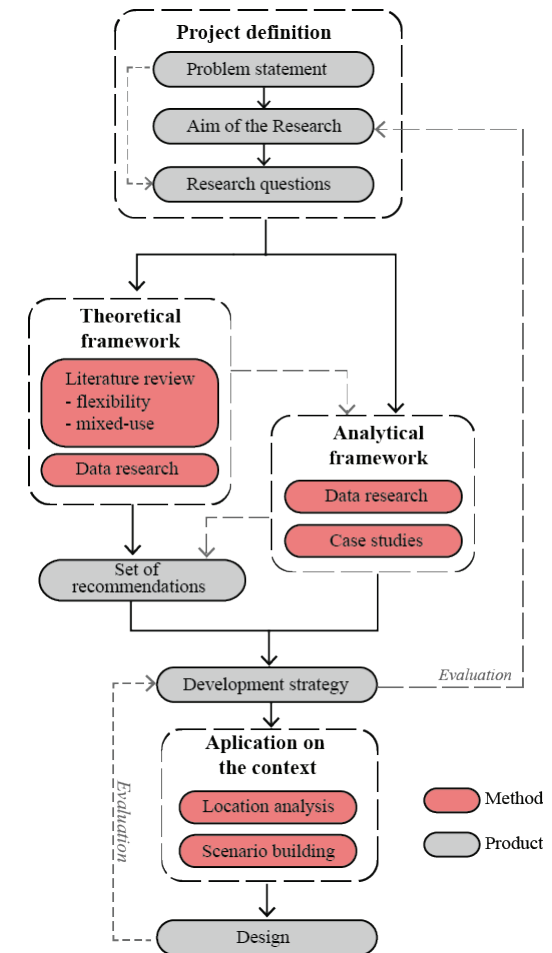 Project definition
Problem statement
Aim of the Research
Research questions
Theoretical
framework
Literature review
- flexibility
- mixed-use
Data research
Analytical
framework
Data research
Case studies
Set of
recommendations
Development strategy
Evaluation
Aplication on
the context
Location analysis
Scenario building
Evaluation
Design
Method
Product